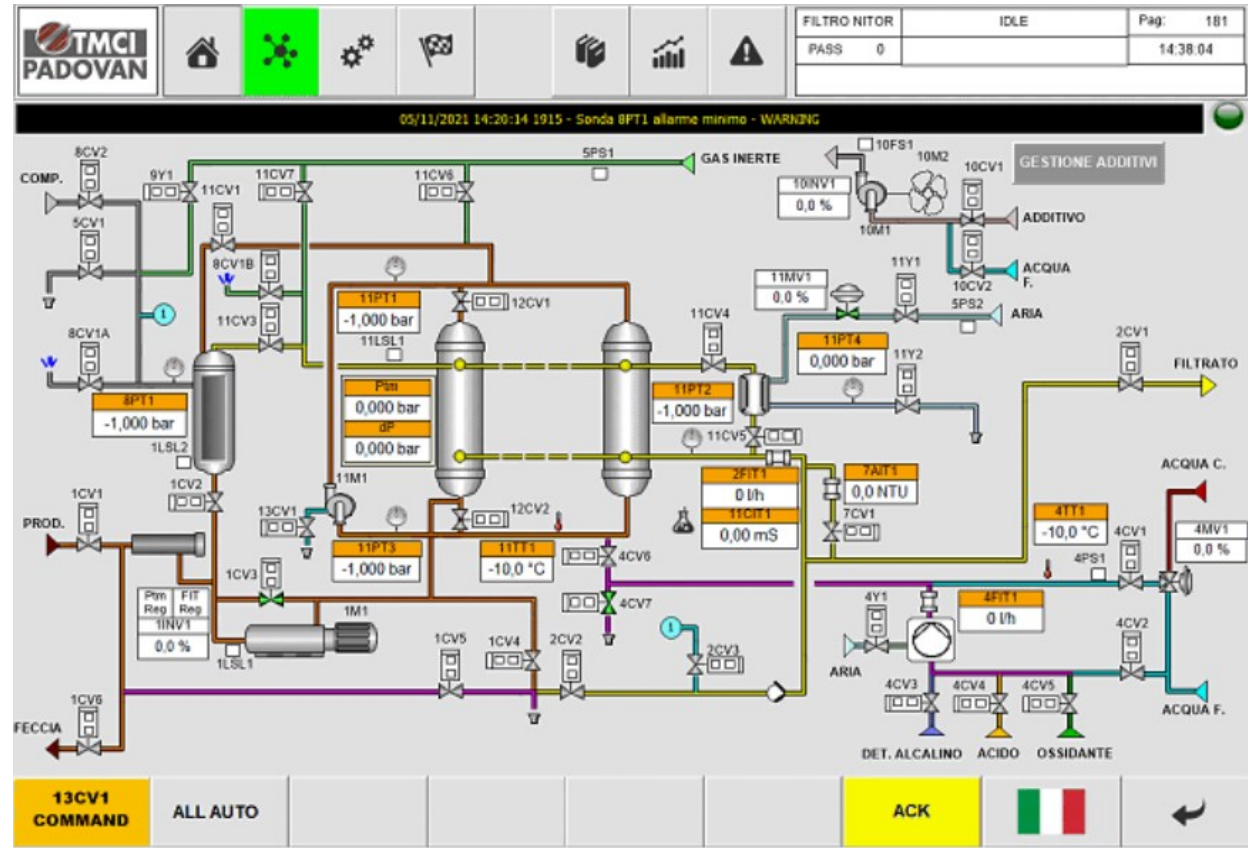 TMCI
PADOVAN
FILTRO NITOR
IDLE
Pag: 181
PASS 0
14:38:04
05/11/2021 14:20:14 1915 - Sonda 8PT1 allarme minimo - WARNING
8CV2
COMP.
9Y1
11CV1
11CV7
11CV6
5PS1
GAS INERTE
10FS1
10M2
10CV1
GESTIONE ADDITIVI
10INV1
0,0 %
10M1
ADDITIVO
5CV1
8CV1B
10CV2
ACQUA
F.
11MV1
0,0 %
11Y1
5PS2
ARIA
1
11PT1
-1,000 bar
12CV1
8CV1A
11CV3
11LSL1
11CV4
11PT4
0,000 bar
11Y2
2CV1
FILTRATO
8PT1
-1,000 bar
Ptm
0,000 bar
dP
0,000 bar
11PT2
-1,000 bar
11CV5
1LSL2
2FIT1
0 l/h
11CIT1
0,00 mS
7AIT1
0,0 NTU
7CV1
ACQUA C.
1CV1
PROD.
1CV2
11M1
13CV1
12CV2
11PT3
-1,000 bar
11TT1
-10,0 °C
4CV6
4CV7
4TT1
-10,0 °C
4PS1
4CV1
4MV1
0,0 %
1CV3
Ptm Reg
FIT Reg
1INV1
0,0 %
1M1
1LSL1
4Y1
4FIT1
0 l/h
ARIA
1
1CV5
1CV4
2CV2
2CV3
4CV2
4CV3
4CV4
4CV5
1CV6
FECCIA
ACQUA F.
DET. ALCALINO
ACIDO
OSSIDANTE
13CV1
COMMAND
ALL AUTO
ACK